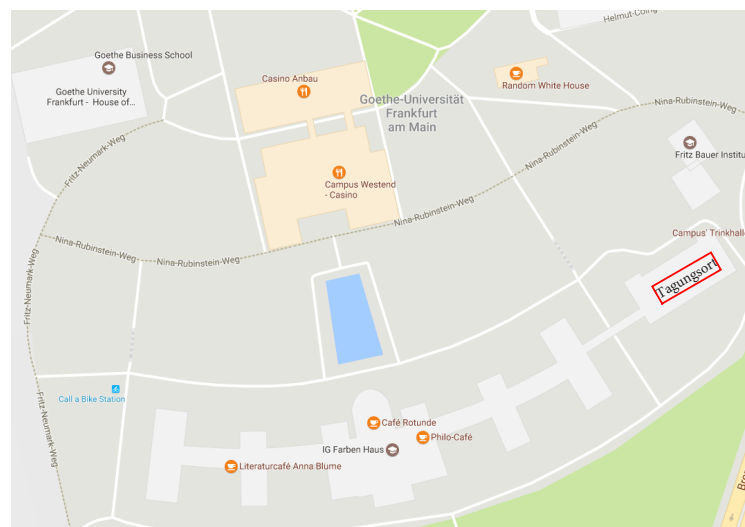 Helmut-Coing
Goethe Business School
Goethe University
Frankfurt - House of...
Casino Anbau
Random White House
Goethe-Universität
Frankfurt
am Main
Nina-Rubinstein-Weg
Fritz-Neumark-Weg
Nina-Rubinstein-Weg
Fritz Bauer Institu
Campus Westend
- Casino
Nina-Rubinstein-Weg
Campus' Trinkhalle
Nina-Rubinstein-Weg
Nina-Rubinstein-Weg
Tagungsort
Fritz-Neumark-Weg
Call a Bike Station
Café Rotunde
Philo-Café
Fritz-Neumark-Weg
IG Farben Haus
Literaturcafé Anna Blume